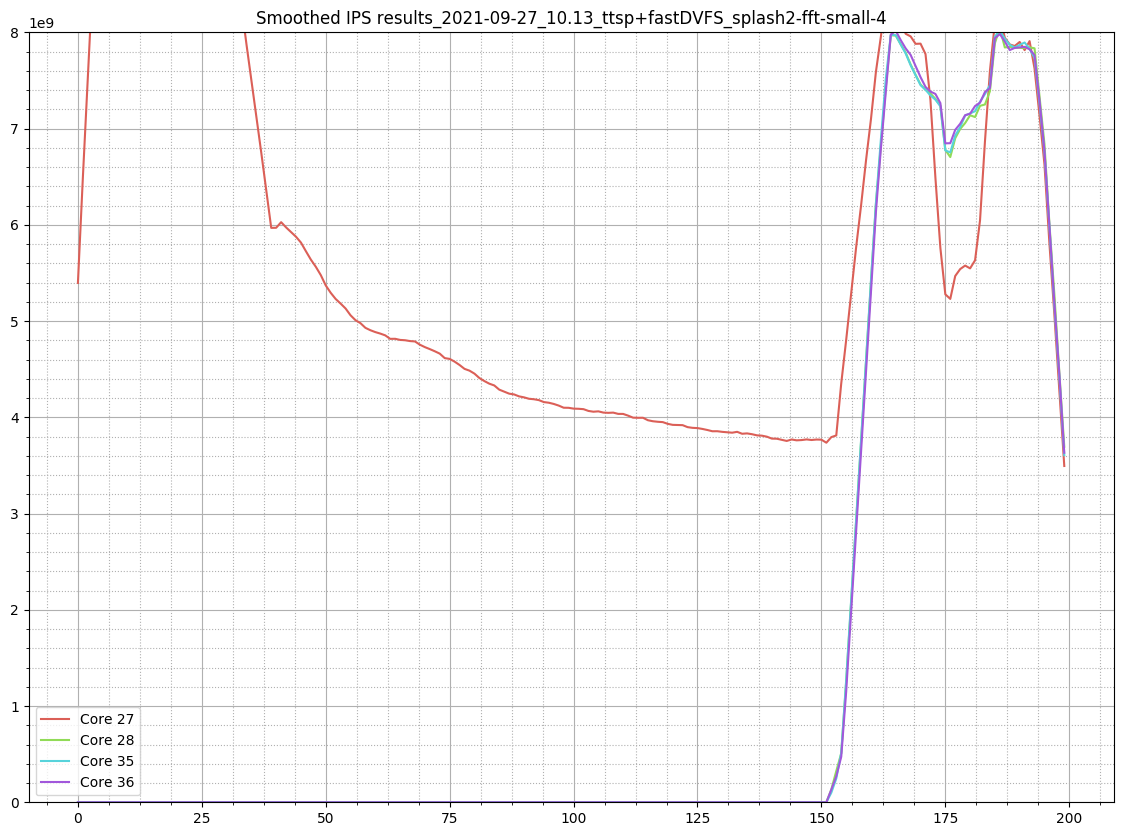 Smoothed IPS results_2021-09-27_10.13_ttsp+fastDVFS_splash2-fft-small-4
1e9
8
7
6
5
4
3
2
1
0
Core 27
Core 28
Core 35
Core 36
0 25 50 75 100 125 150 175 200